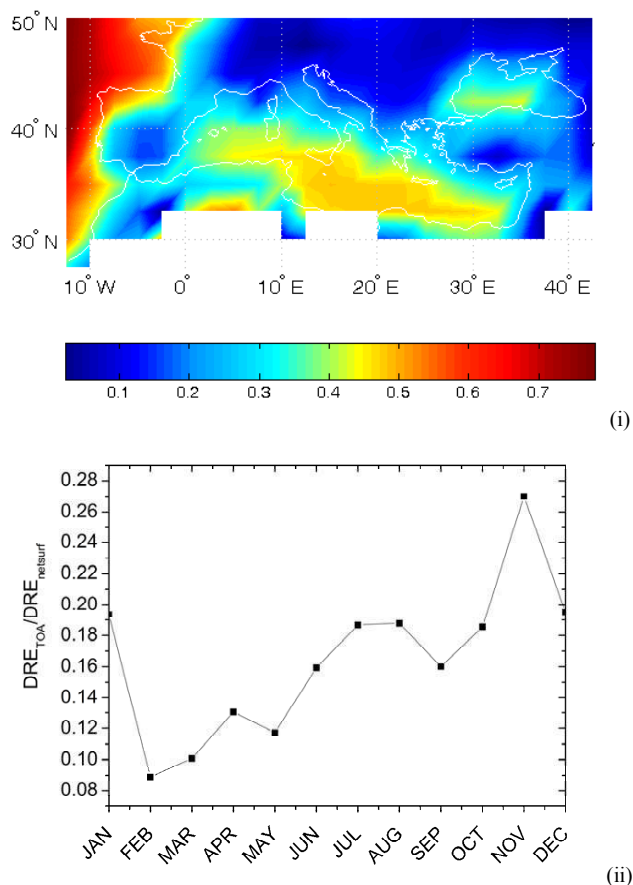 50° N
40° N
30° N
10° W 0° 10° E 20° E 30° E 40° E
0.1 0.2 0.3 0.4 0.5 0.6 0.7
(i)
0.28
0.26
0.24
0.22
0.20
0.18
0.16
0.14
0.12
0.10
0.08
DRE_TOA/DRE_netsurf
JAN FEB MAR APR MAY JUN JUL AUG SEP OCT NOV DEC
(ii)